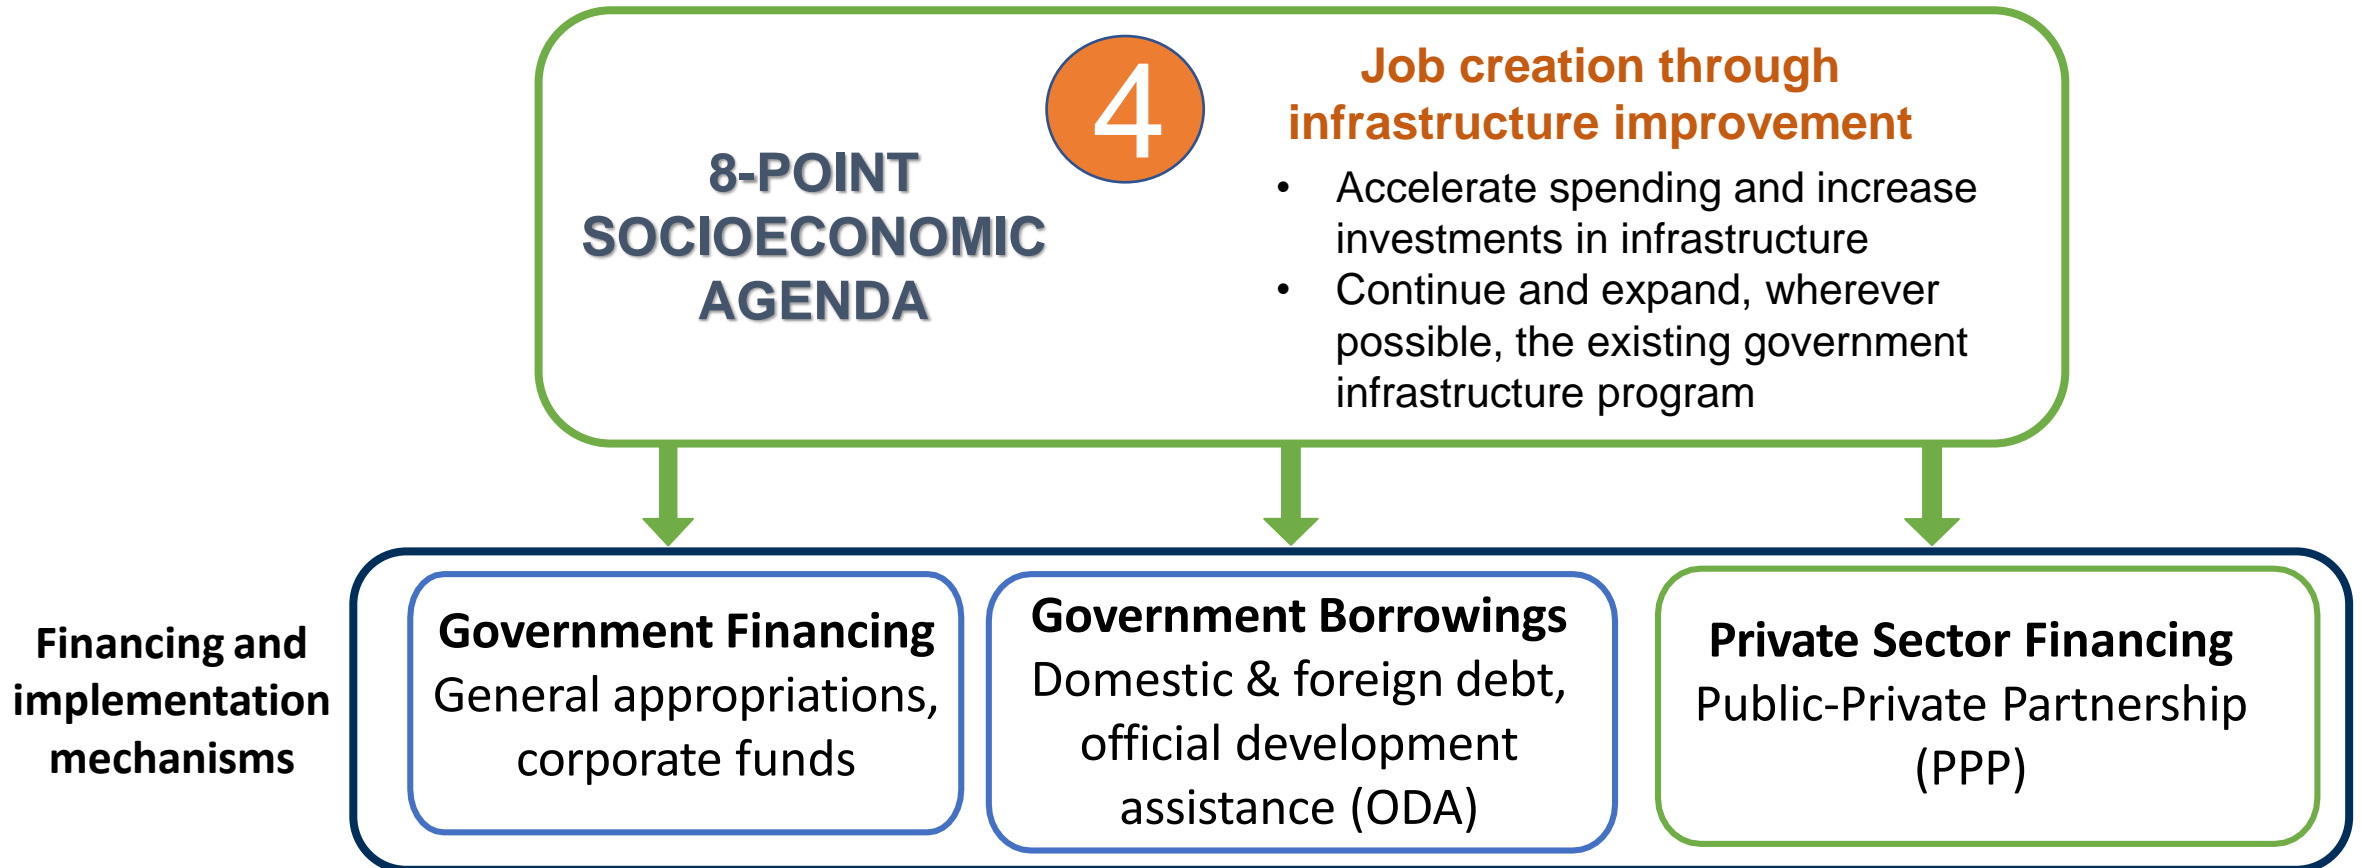 8-POINT
SOCIOECONOMIC
AGENDA
4
Job creation through
infrastructure improvement
• Accelerate spending and increase
investments in infrastructure
• Continue and expand, wherever
possible, the existing government
infrastructure program
Financing and
implementation
mechanisms
Government Financing
General appropriations,
corporate funds
Government Borrowings
Domestic & foreign debt,
official development
assistance (ODA)
Private Sector Financing
Public-Private Partnership
(PPP)